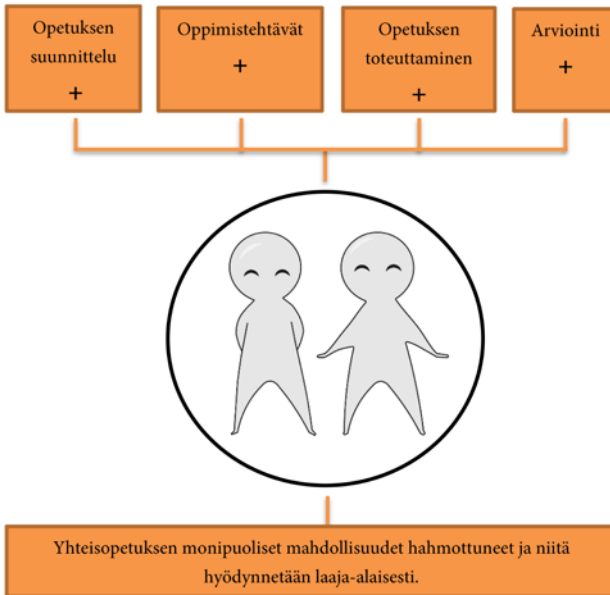 Opetuksen
suunnittelu
+
Oppimistehtävät
+
Opetuksen
toteuttaminen
+
Arviointi
+
Yhteisopetuksen monipuoliset mahdollisuudet hahmottuneet ja niitä
hyödynnetään laaja-alaisesti.